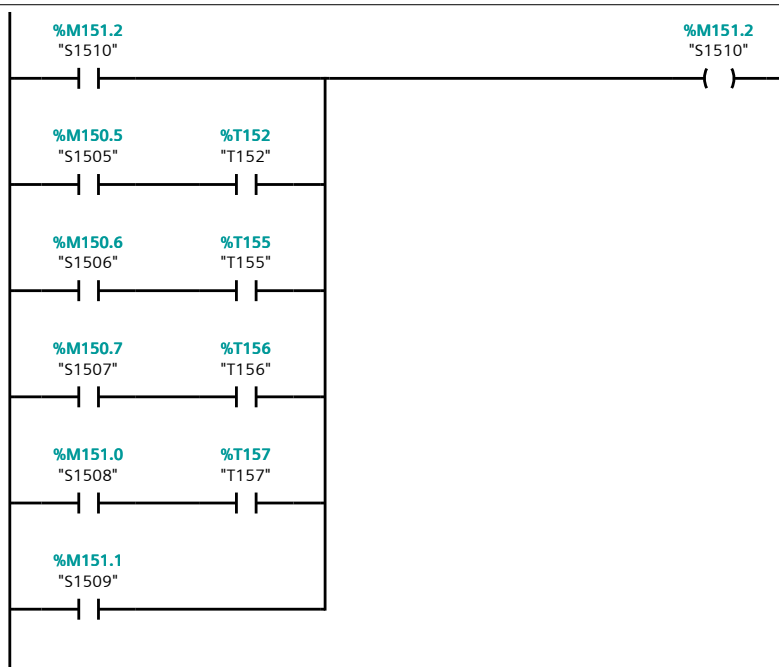 %M151.2
"S1510"
%M151.2
"S1510"
%M150.5
"S1505"
%T152
"T152"
%M150.6
"S1506"
%T155
"T155"
%M150.7
"S1507"
%T156
"T156"
%M151.0
"S1508"
%T157
"T157"
%M151.1
"S1509"